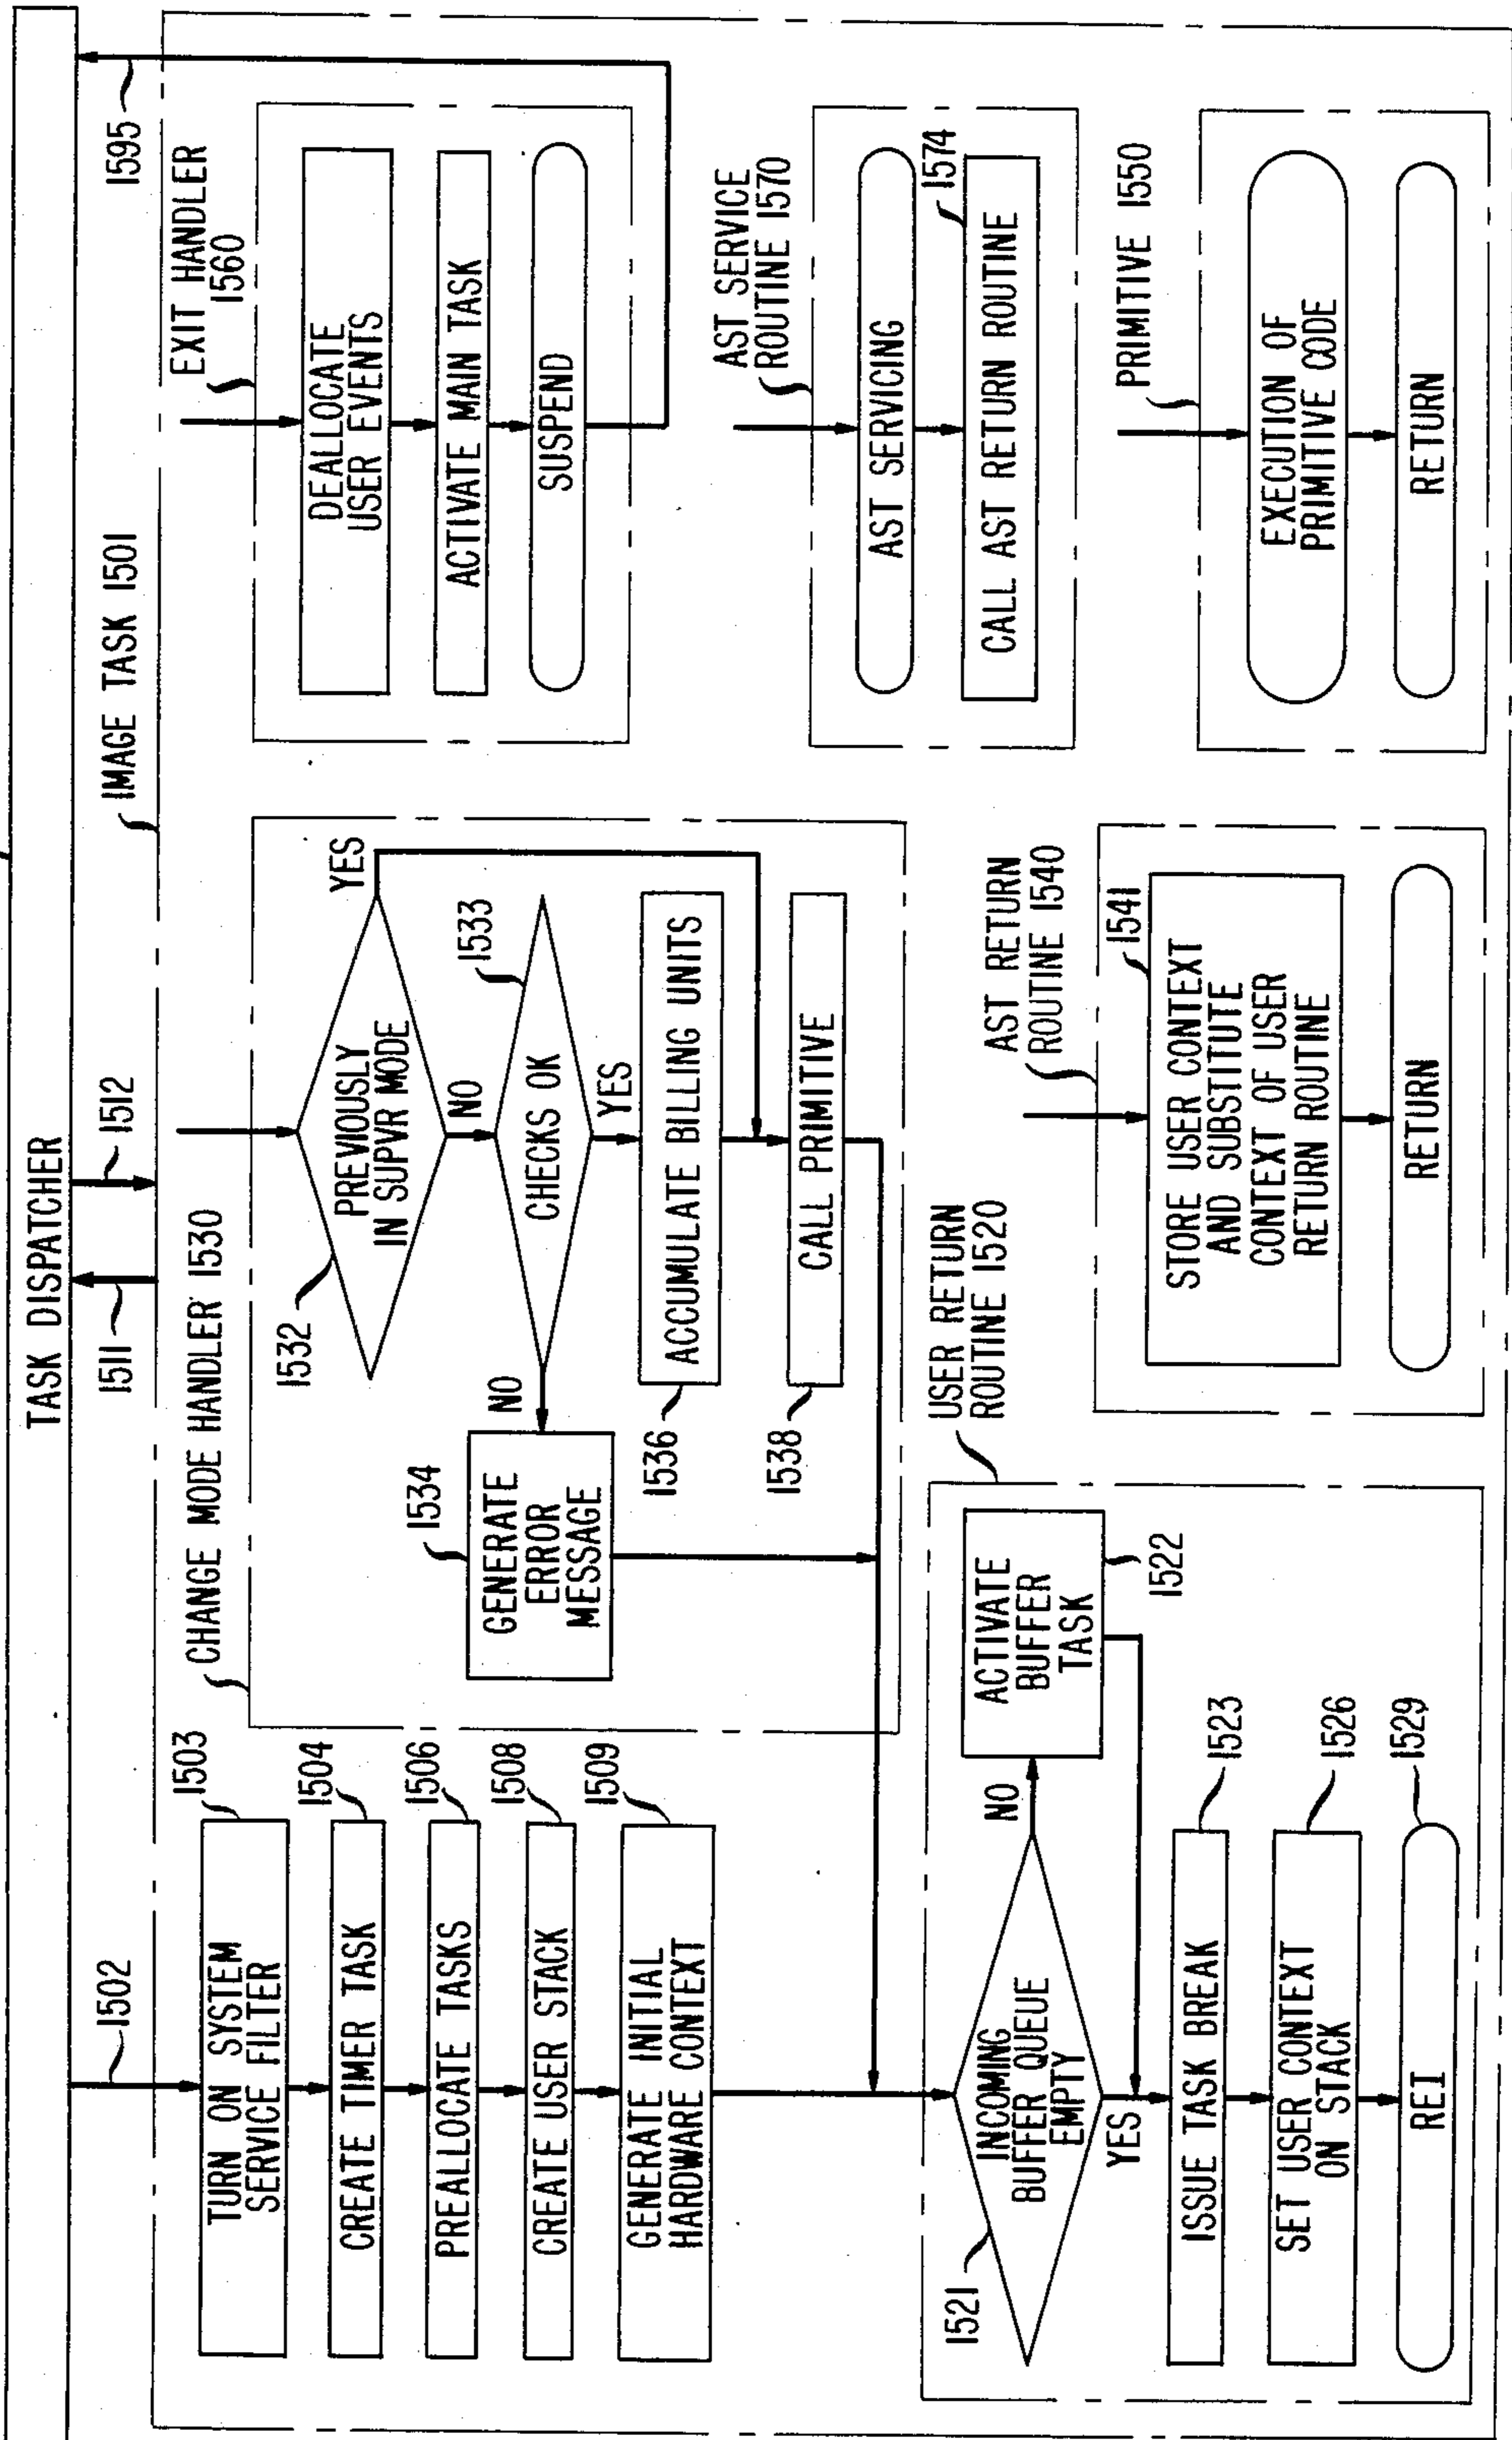 TASK DISPATCHER
1502
1511
1512
1595
IMAGE TASK 1501
1503
TURN ON SYSTEM
SERVICE FILTER
1504
CREATE TIMER TASK
1506
PREALLOCATE TASKS
1508
CREATE USER STACK
1509
GENERATE INITIAL
HARDWARE CONTEXT
CHANGE MODE HANDLER 1530
1532
PREVIOUSLY
IN SUPVR MODE
YES
NO
1533
CHECKS OK
NO
YES
1534
GENERATE
ERROR
MESSAGE
1536
ACCUMULATE BILLING UNITS
1538
CALL PRIMITIVE
EXIT HANDLER
1560
DEALLOCATE
USER EVENTS
ACTIVATE MAIN TASK
SUSPEND
AST SERVICE
ROUTINE 1570
AST SERVICING
1574
CALL AST RETURN ROUTINE
PRIMITIVE 1550
EXECUTION OF
PRIMITIVE CODE
RETURN
USER RETURN
ROUTINE 1520
1521
INCOMING
BUFFER QUEUE
EMPTY
NO
YES
ACTIVATE
BUFFER
TASK
1522
1523
ISSUE TASK BREAK
1526
SET USER CONTEXT
ON STACK
1529
REI
AST RETURN
ROUTINE 1540
1541
STORE USER CONTEXT
AND SUBSTITUTE
CONTEXT OF USER
RETURN ROUTINE
RETURN